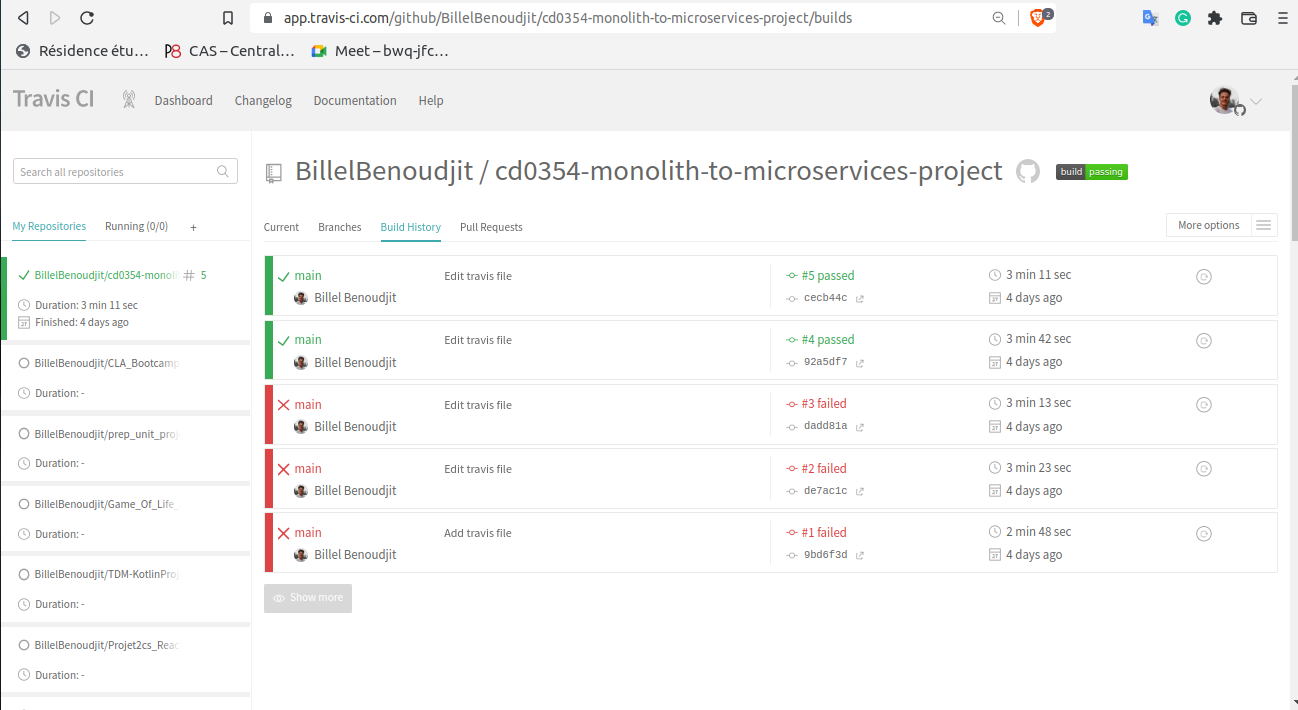 app.travis-ci.com/github/BillelBenoudjit/cd0354-monolith-to-microservices-project/builds
2
Résidence étu… CAS – Central… Meet – bwq-jfc…
Travis CI Dashboard Changelog Documentation Help
Search all repositories
BillelBenoudjit / cd0354-monolith-to-microservices-project build passing
My Repositories Running (0/0) +
Current Branches Build History Pull Requests More options
BillelBenoudjit/cd0354-monoli # 5
Duration: 3 min 11 sec
Finished: 4 days ago
BillelBenoudjit/CLA_Bootcamp
Duration: -
BillelBenoudjit/prep_unit_proj
Duration: -
BillelBenoudjit/Game_Of_Life_
Duration: -
BillelBenoudjit/TDM-KotlinProj
Duration: -
BillelBenoudjit/Projet2cs_Reac
Duration: -
main Edit travis file #5 passed 3 min 11 sec
Billel Benoudjit cecb44c 4 days ago
main Edit travis file #4 passed 3 min 42 sec
Billel Benoudjit 92a5df7 4 days ago
main Edit travis file #3 failed 3 min 13 sec
Billel Benoudjit dadd81a 4 days ago
main Edit travis file #2 failed 3 min 23 sec
Billel Benoudjit de7ac1c 4 days ago
main Add travis file #1 failed 2 min 48 sec
Billel Benoudjit 9bd6f3d 4 days ago
Show more